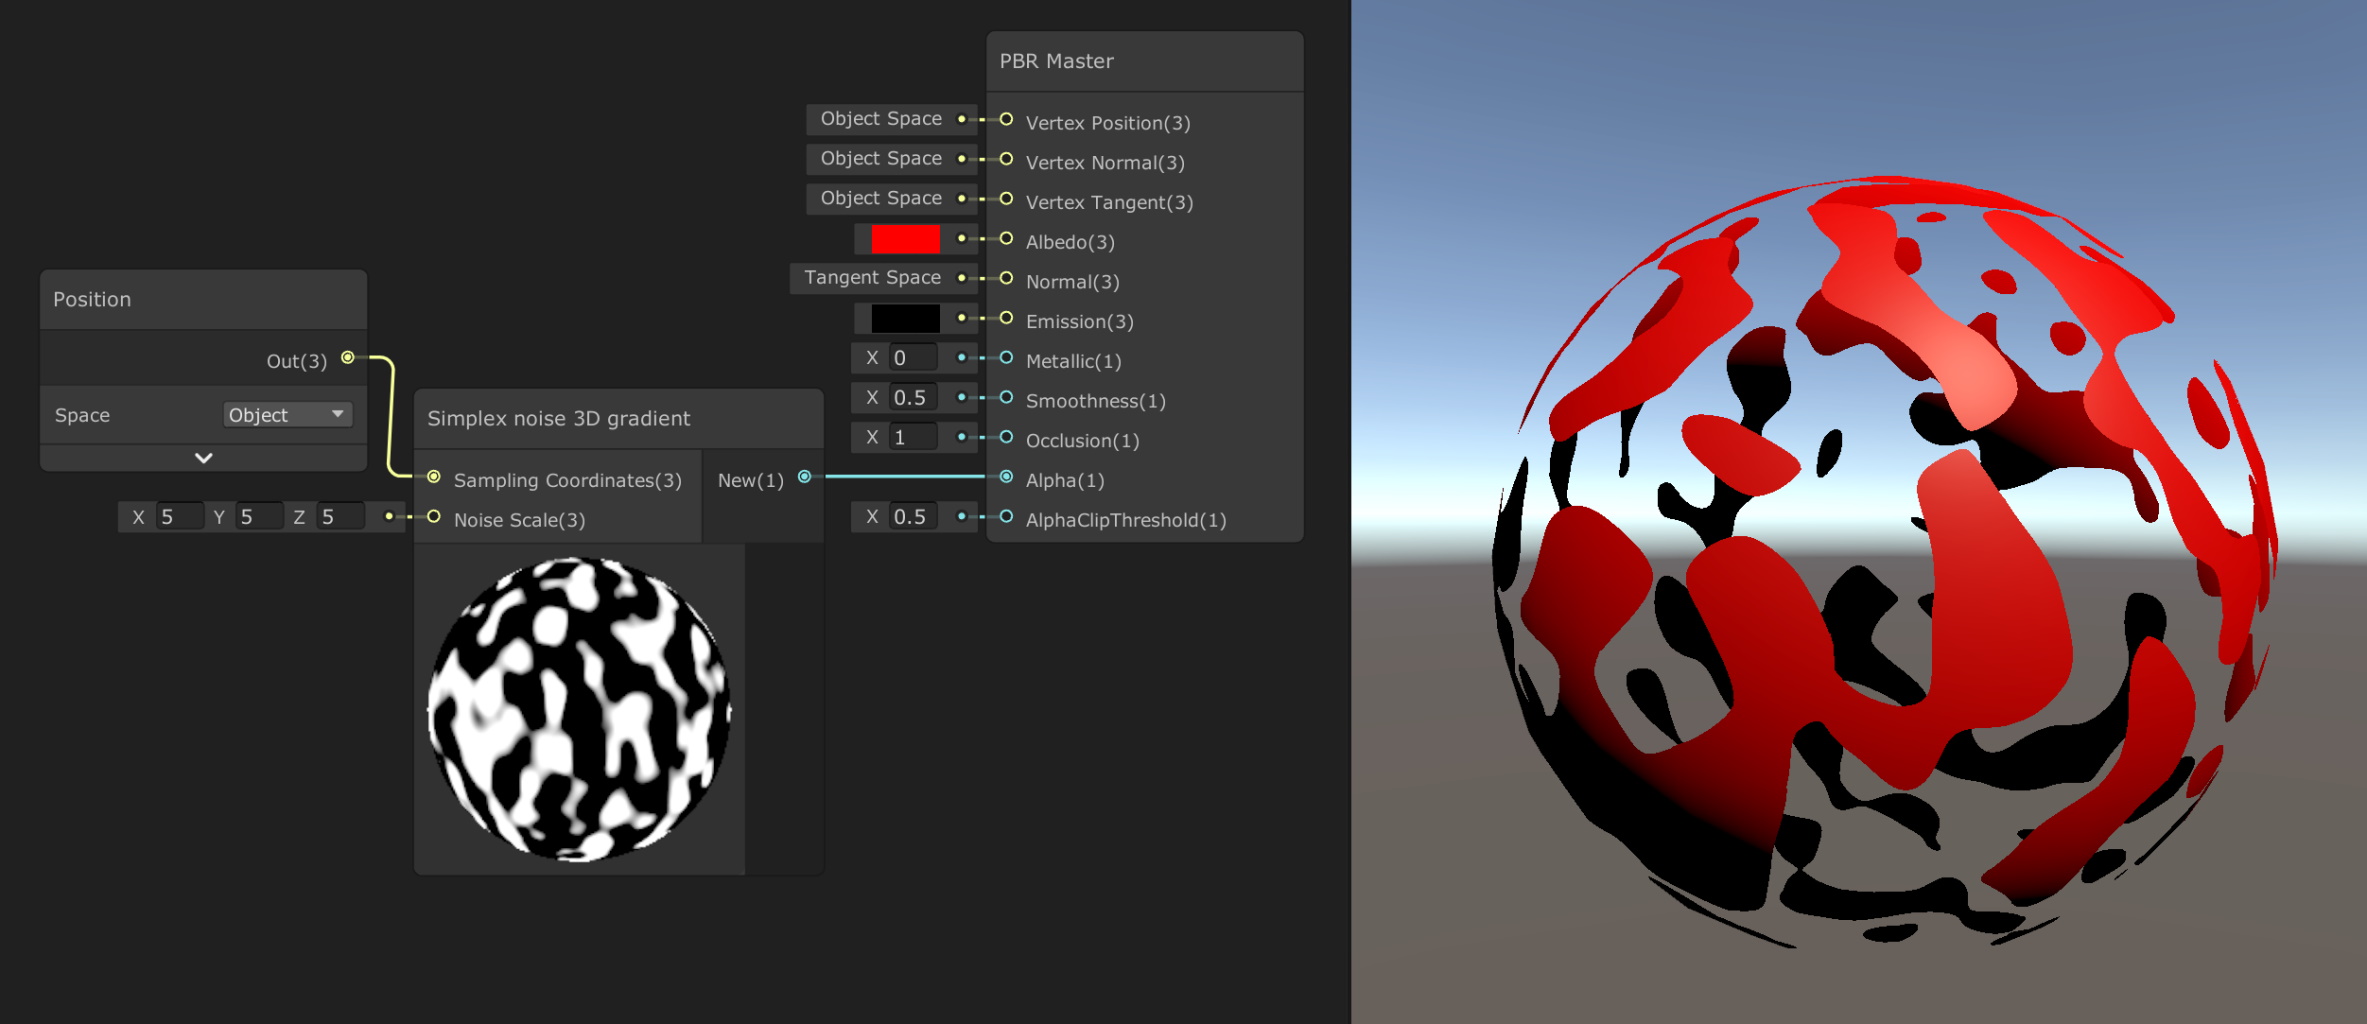 Position
Out(3)
Space Object
X 5 Y 5 Z 5
Simplex noise 3D gradient
Sampling Coordinates(3) New(1)
Noise Scale(3)
PBR Master
Object Space Vertex Position(3)
Object Space Vertex Normal(3)
Object Space Vertex Tangent(3)
Albedo(3)
Tangent Space Normal(3)
Emission(3)
X 0 Metallic(1)
X 0.5 Smoothness(1)
X 1 Occlusion(1)
Alpha(1)
X 0.5 AlphaClipThreshold(1)